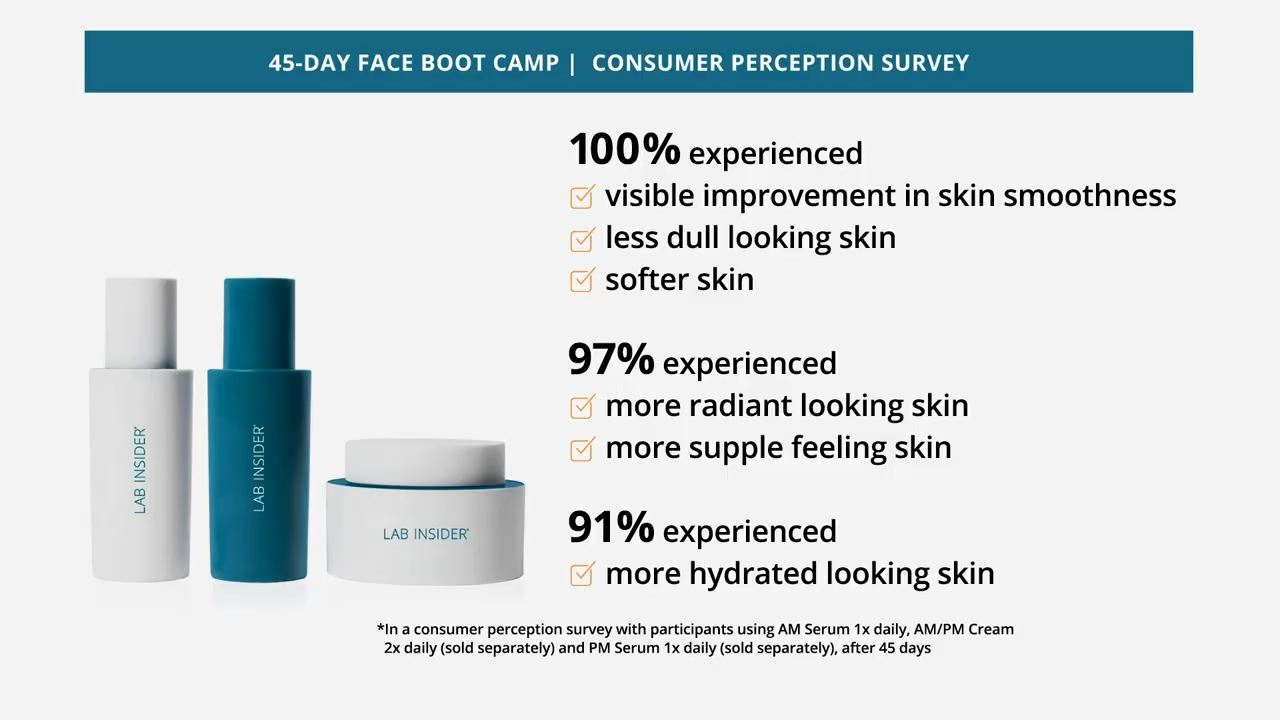 45-DAY FACE BOOT CAMP | CONSUMER PERCEPTION SURVEY
100% experienced
visible improvement in skin smoothness
less dull looking skin
softer skin
97% experienced
more radiant looking skin
more supple feeling skin
91% experienced
more hydrated looking skin
LAB INSIDER
LAB INSIDER
LAB INSIDER
*In a consumer perception survey with participants using AM Serum 1x daily, AM/PM Cream
2x daily (sold separately) and PM Serum 1x daily (sold separately), after 45 days